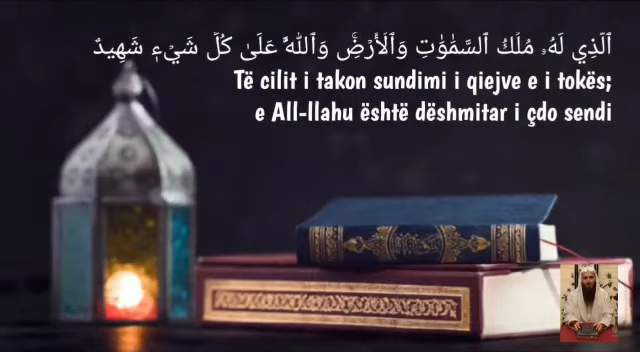 ٱلَّذِي لَهُۥ مُلۡكُ ٱلسَّمَٰوَٰتِ وَٱلۡأَرۡضِۚ وَٱللَّهُ عَلَىٰ كُلِّ شَيۡءٖ شَهِيدٌ
Të cilit i takon sundimi i qiejve e i tokës;
e All-llahu është dëshmitar i çdo sendi